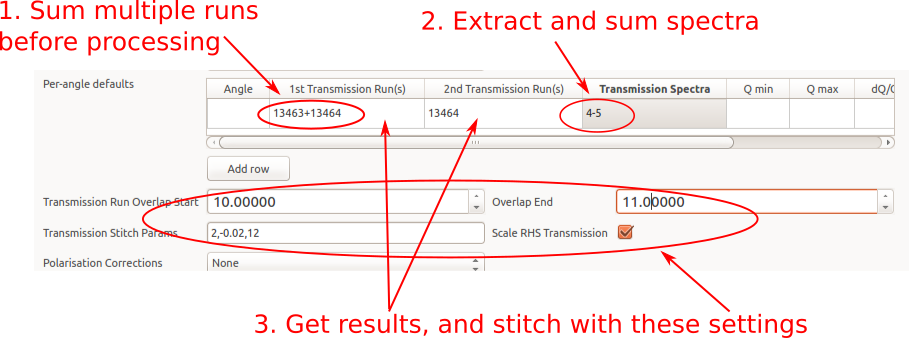 1. Sum multiple runs
before processing
2. Extract and sum spectra
Per-angle defaults
Angle 1st Transmission Run(s) 2nd Transmission Run(s) Transmission Spectra Q min Q max dQ/
13463+13464 13464 4-5
Add row
Transmission Run Overlap Start 10.00000 Overlap End 11.00000
Transmission Stitch Params 2,-0.02,12 Scale RHS Transmission
Polarisation Corrections None
3. Get results, and stitch with these settings